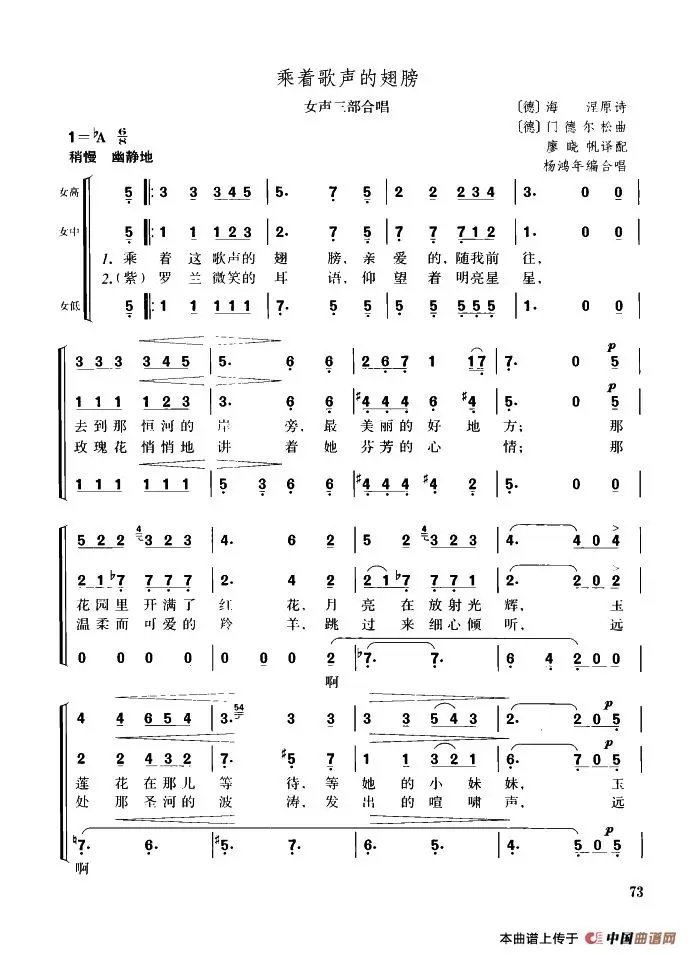 乘着歌声的翅膀
女声三部合唱
〔德〕海 涅原诗
〔德〕门德尔松曲
廖晓帆译配
杨鸿年编合唱
1=♭A 6/8
稍慢 幽静地
女高 5 3 3 3 4 5 5. 7 5 2 2 2 3 4 3. 0 0
女中 5 1 1 1 2 3 2. 7 5 7 7 7 1 2 1. 0 0
1. 乘 着 这 歌声的 翅 膀, 亲 爱 的, 随我前 往,
2.(紫) 罗 兰 微笑的 耳 语, 仰 望 着 明亮星 星,
女低 5 1 1 1 1 1 7. 5 5 5 5 5 5 5 1. 0 0
3 3 3 3 4 5 5. 6 6 2 6 7 1 1 7 7. 0 5
p
1 1 1 1 2 3 3. 6 6 #4 4 4 6 #4 5. 0 5
p
去到那 恒河的 岸 旁, 最 美丽的 好 地 方; 那
玫瑰花 悄悄地 讲 着 她 芬芳的 心 情; 那
1 1 1 1 1 1 5 3 6 6 #4 4 4 #4 2 5. 0 0
5 2 2 4 #3 2 3 4. 6 2 5 2 4 #3 2 3 4. 4 0 4
2 1 ♭7 7 7 7 2. 4 2 2 1 ♭7 7 7 1 2. 2 0 2
花园里 开满了 红 花, 月 亮 在 放射光 辉, 玉
温柔而 可爱的 羚 羊, 跳 过 来 细心倾 听, 远
0 0 0 0 0 0 2 ♭7. 7. 6 4 2 0 0
啊
4 4 6 5 4 3. 54 3 3 3 5 4 3 2. 2 0 5
p
2 2 4 3 2 7. #5 7 1 1 3 2 1 6. 7 0 5
p
莲 花 在那儿 等 待, 等 她 的 小 妹 妹, 玉
处 那 圣河的 波 涛, 发 出 的 喧 啸 声, 远
♮7. 6. #5. 7. 6. 6. 4. 5 0 5
p
啊
73
本曲谱上传于 中国曲谱网